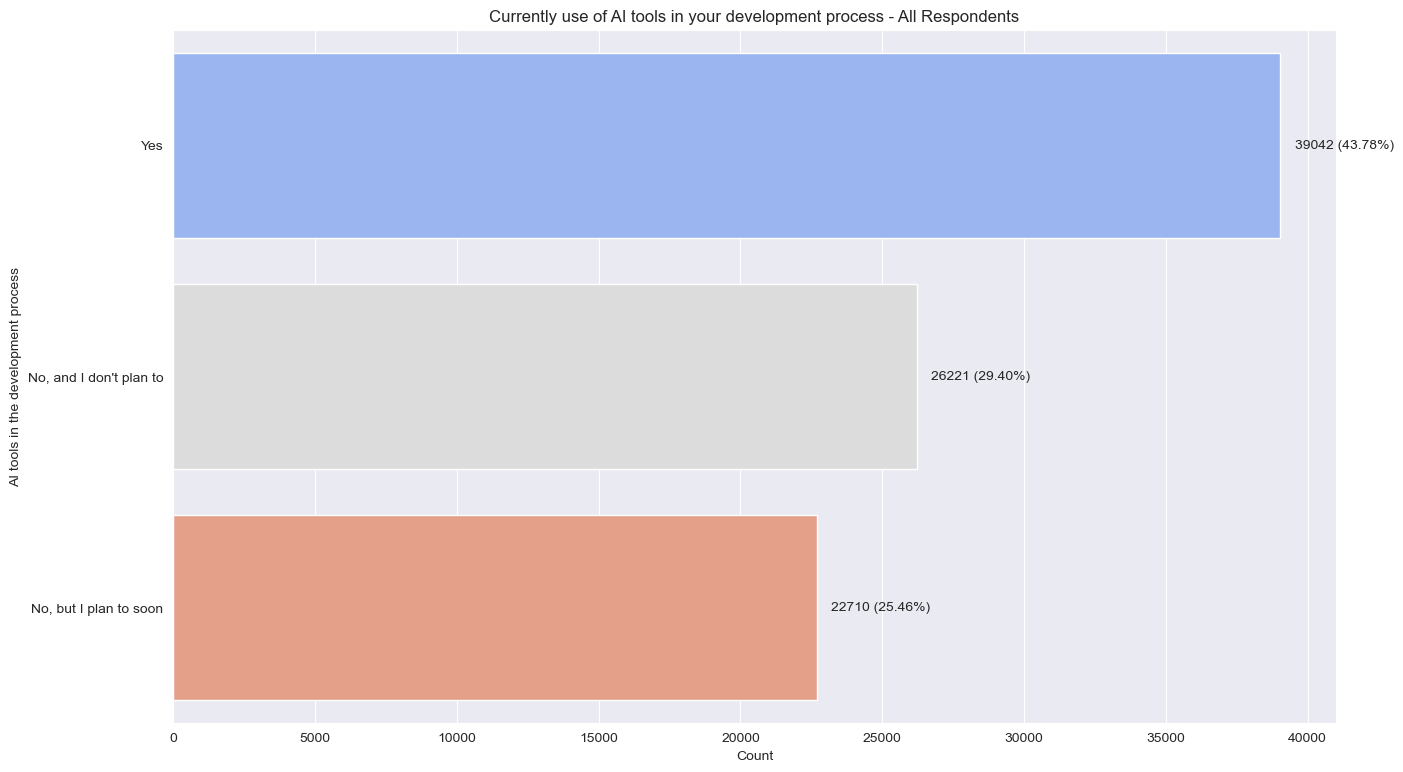 Currently use of AI tools in your development process - All Respondents
AI tools in the development process
Yes
39042 (43.78%)
No, and I don't plan to
26221 (29.40%)
No, but I plan to soon
22710 (25.46%)
0 5000 10000 15000 20000 25000 30000 35000 40000
Count